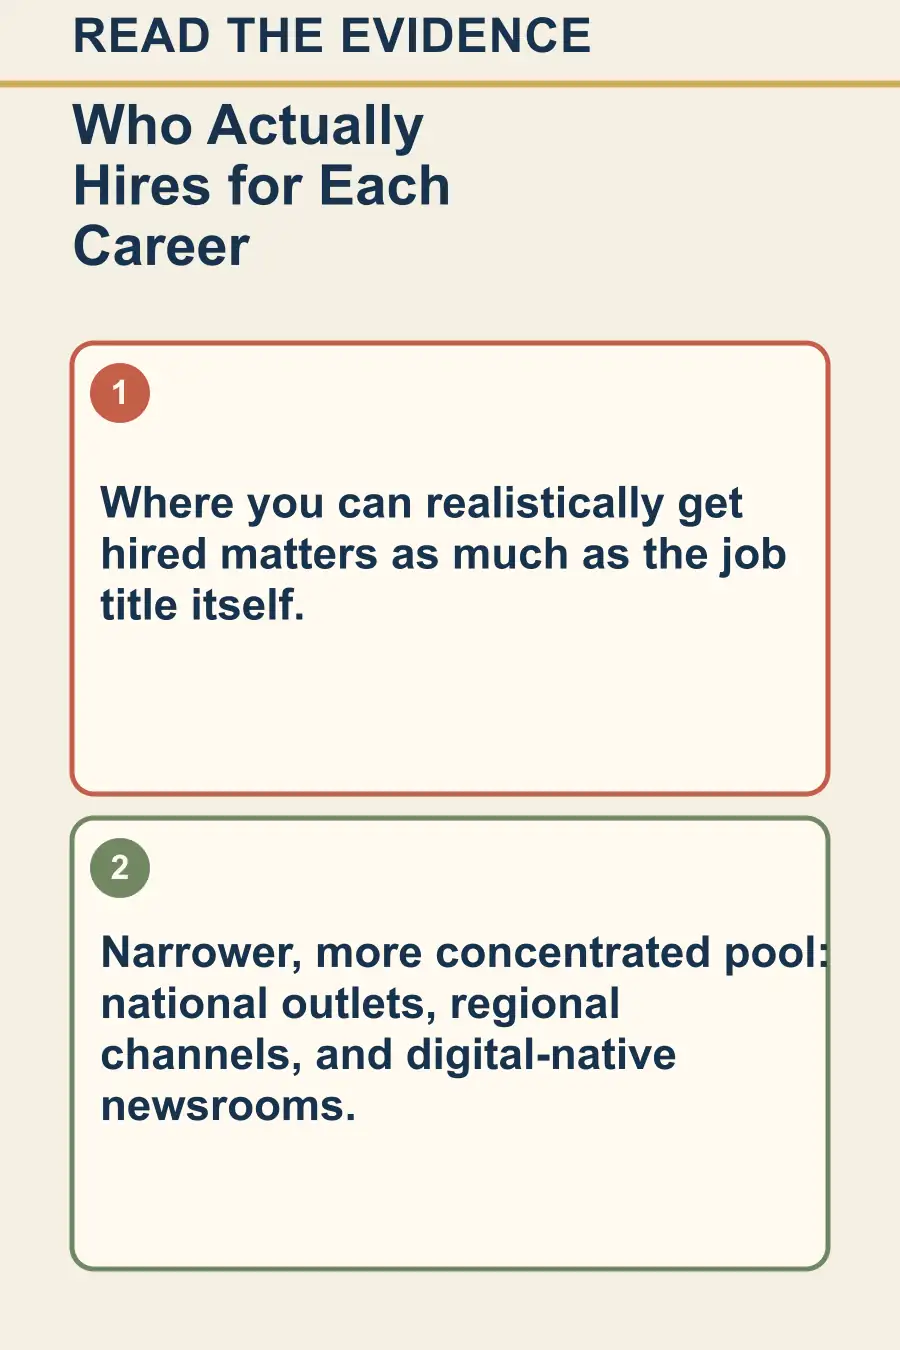 READ THE EVIDENCE
Who Actually
Hires for Each
Career
1
Where you can realistically get
hired matters as much as the job
title itself.
2
Narrower, more concentrated pool:
national outlets, regional
channels, and digital-native
newsrooms.